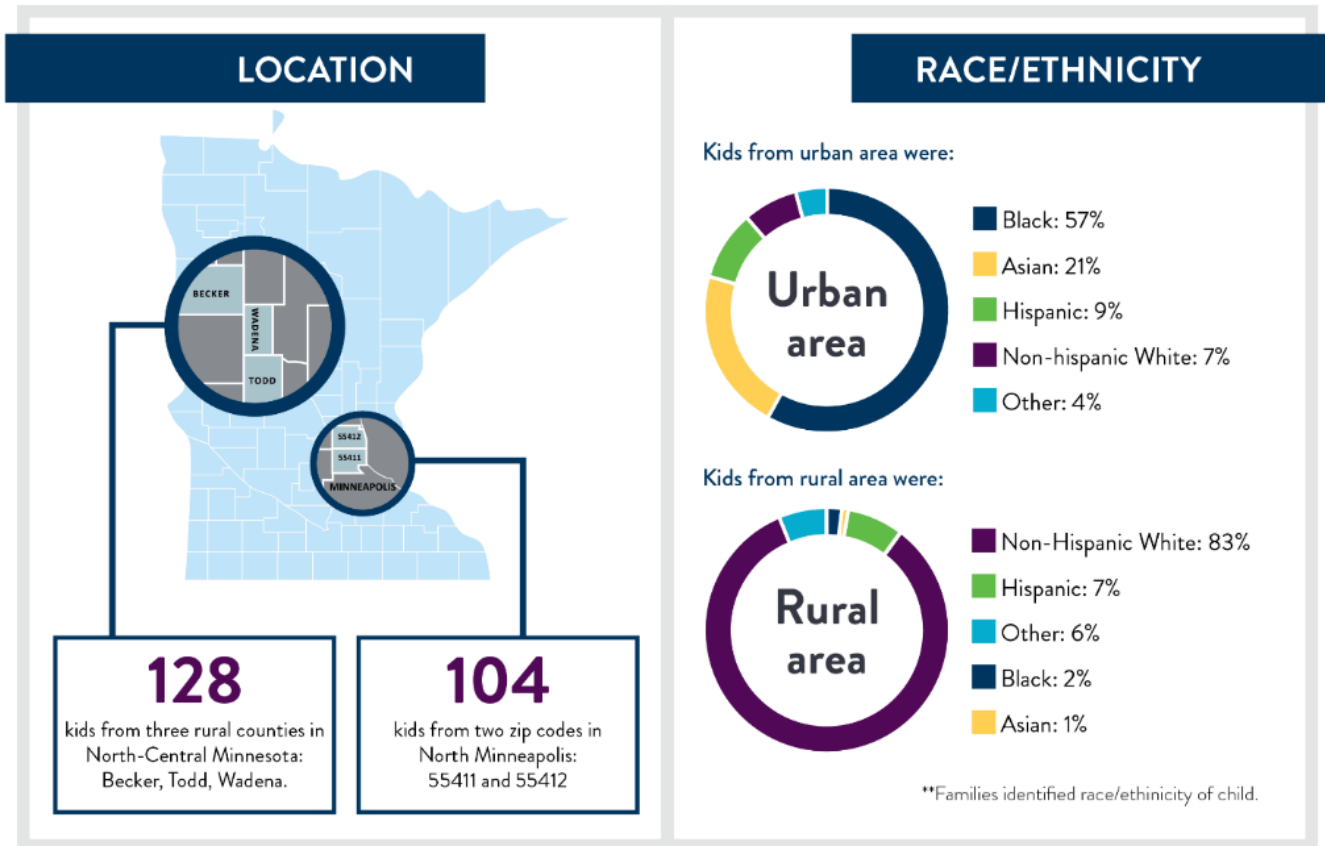 LOCATION
BECKER
WADENA
TODD
55412
55411
MINNEAPOLIS
128
kids from three rural counties in
North-Central Minnesota:
Becker, Todd, Wadena.
104
kids from two zip codes in
North Minneapolis:
55411 and 55412
RACE/ETHNICITY
Kids from urban area were:
Urban
area
Black: 57%
Asian: 21%
Hispanic: 9%
Non-hispanic White: 7%
Other: 4%
Kids from rural area were:
Rural
area
Non-Hispanic White: 83%
Hispanic: 7%
Other: 6%
Black: 2%
Asian: 1%
**Families identified race/ethinicity of child.